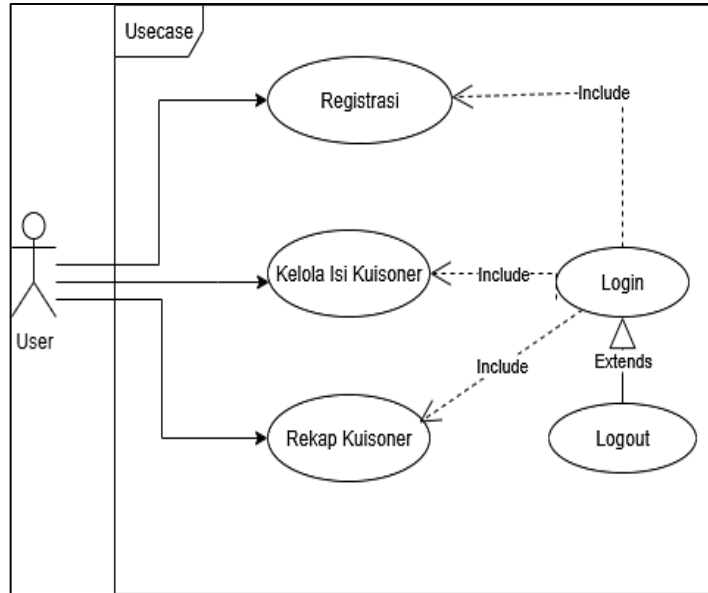 Usecase
Registrasi
Include
Kelola Isi Kuisoner
Include
Login
User
Include
Extends
Rekap Kuisoner
Logout